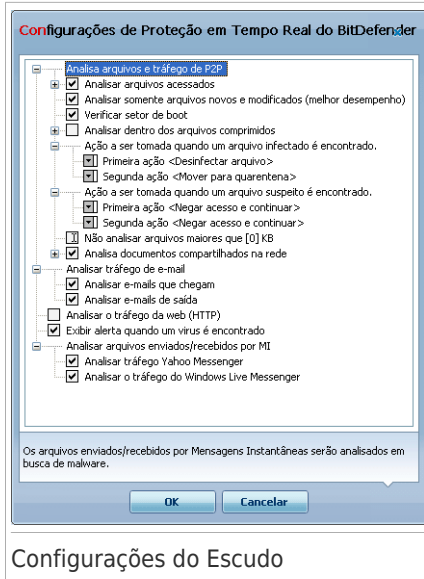 Configurações de Proteção em Tempo Real do BitDefender
Analisa arquivos e tráfego de P2P
Analisar arquivos acessados
Analisar somente arquivos novos e modificados (melhor desempenho)
Verificar setor de boot
Analisar dentro dos arquivos comprimidos
Ação a ser tomada quando um arquivo infectado é encontrado.
Primeira ação <Desinfectar arquivo>
Segunda ação <Mover para quarentena>
Ação a ser tomada quando um arquivo suspeito é encontrado.
Primeira ação <Negar acesso e continuar>
Segunda ação <Negar acesso e continuar>
Não analisar arquivos maiores que [0] KB
Analisa documentos compartilhados na rede
Analisar tráfego de e-mail
Analisar e-mails que chegam
Analisar e-mails de saída
Analisar o tráfego da web (HTTP)
Exibir alerta quando um virus é encontrado
Analisar arquivos enviados/recebidos por MI
Analisar tráfego Yahoo Messenger
Analisar o tráfego do Windows Live Messenger
Os arquivos enviados/recebidos por Mensagens Instantâneas serão analisados em
busca de malware.
OK Cancelar
Configurações do Escudo